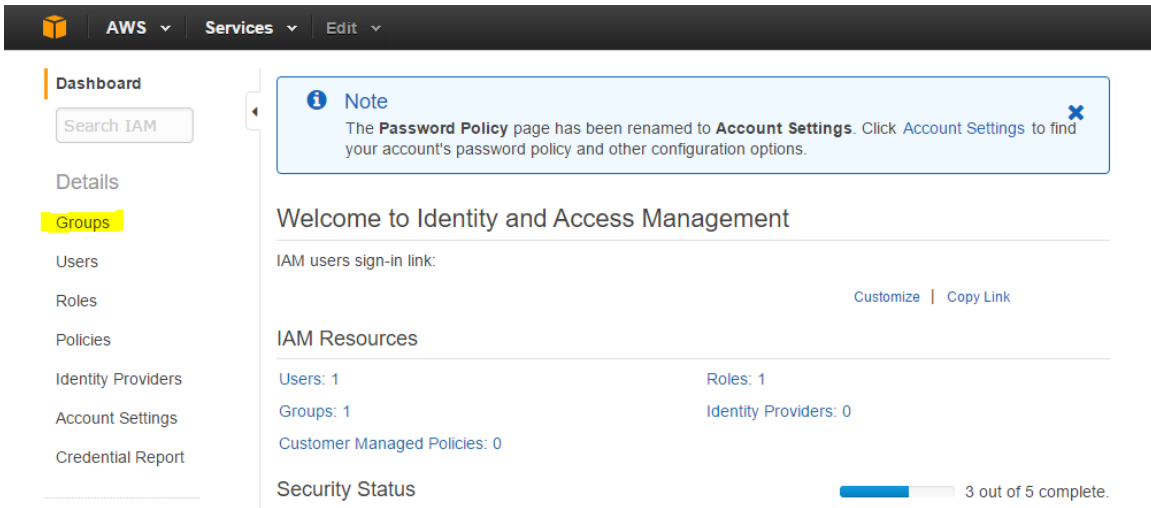 AWS Services Edit
Dashboard
Search IAM
Details
Groups
Users
Roles
Policies
Identity Providers
Account Settings
Credential Report
Note
The Password Policy page has been renamed to Account Settings. Click Account Settings to find
your account's password policy and other configuration options.
Welcome to Identity and Access Management
IAM users sign-in link:
Customize | Copy Link
IAM Resources
Users: 1 Roles: 1
Groups: 1 Identity Providers: 0
Customer Managed Policies: 0
Security Status 3 out of 5 complete.